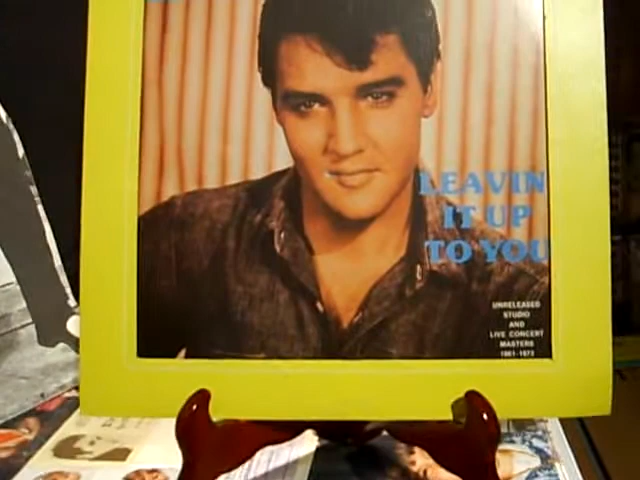 LEAVIN
IT UP
TO YOU
UNRELEASED
STUDIO
AND
LIVE CONCERT
MASTERS
1961-1973